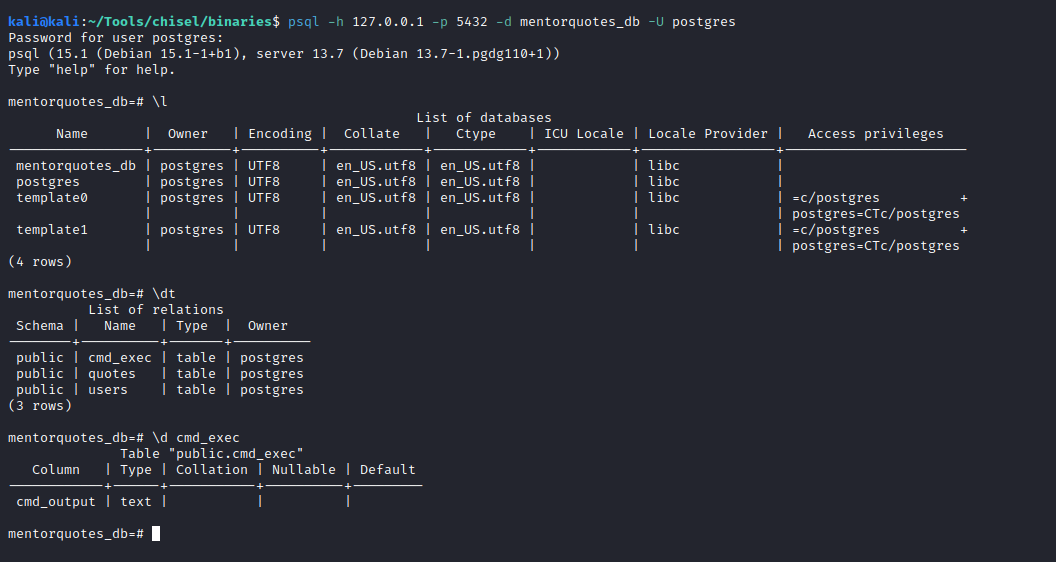 kali@kali:~/Tools/chisel/binaries$ psql -h 127.0.0.1 -p 5432 -d mentorquotes_db -U postgres
Password for user postgres:
psql (15.1 (Debian 15.1-1+b1), server 13.7 (Debian 13.7-1.pgdg110+1))
Type "help" for help.

mentorquotes_db=# \l
                                                   List of databases
      Name       |  Owner   | Encoding |  Collate   |   Ctype    | ICU Locale | Locale Provider |   Access privileges
-----------------+----------+----------+------------+------------+------------+-----------------+-----------------------
 mentorquotes_db | postgres | UTF8     | en_US.utf8 | en_US.utf8 |            | libc            |
 postgres        | postgres | UTF8     | en_US.utf8 | en_US.utf8 |            | libc            |
 template0       | postgres | UTF8     | en_US.utf8 | en_US.utf8 |            | libc            | =c/postgres          +
                 |          |          |            |            |            |                 | postgres=CTc/postgres
 template1       | postgres | UTF8     | en_US.utf8 | en_US.utf8 |            | libc            | =c/postgres          +
                 |          |          |            |            |            |                 | postgres=CTc/postgres
(4 rows)

mentorquotes_db=# \dt
          List of relations
 Schema |   Name   | Type  |  Owner
--------+----------+-------+----------
 public | cmd_exec | table | postgres
 public | quotes   | table | postgres
 public | users    | table | postgres
(3 rows)

mentorquotes_db=# \d cmd_exec
              Table "public.cmd_exec"
   Column   | Type | Collation | Nullable | Default
------------+------+-----------+----------+---------
 cmd_output | text |           |          |

mentorquotes_db=#